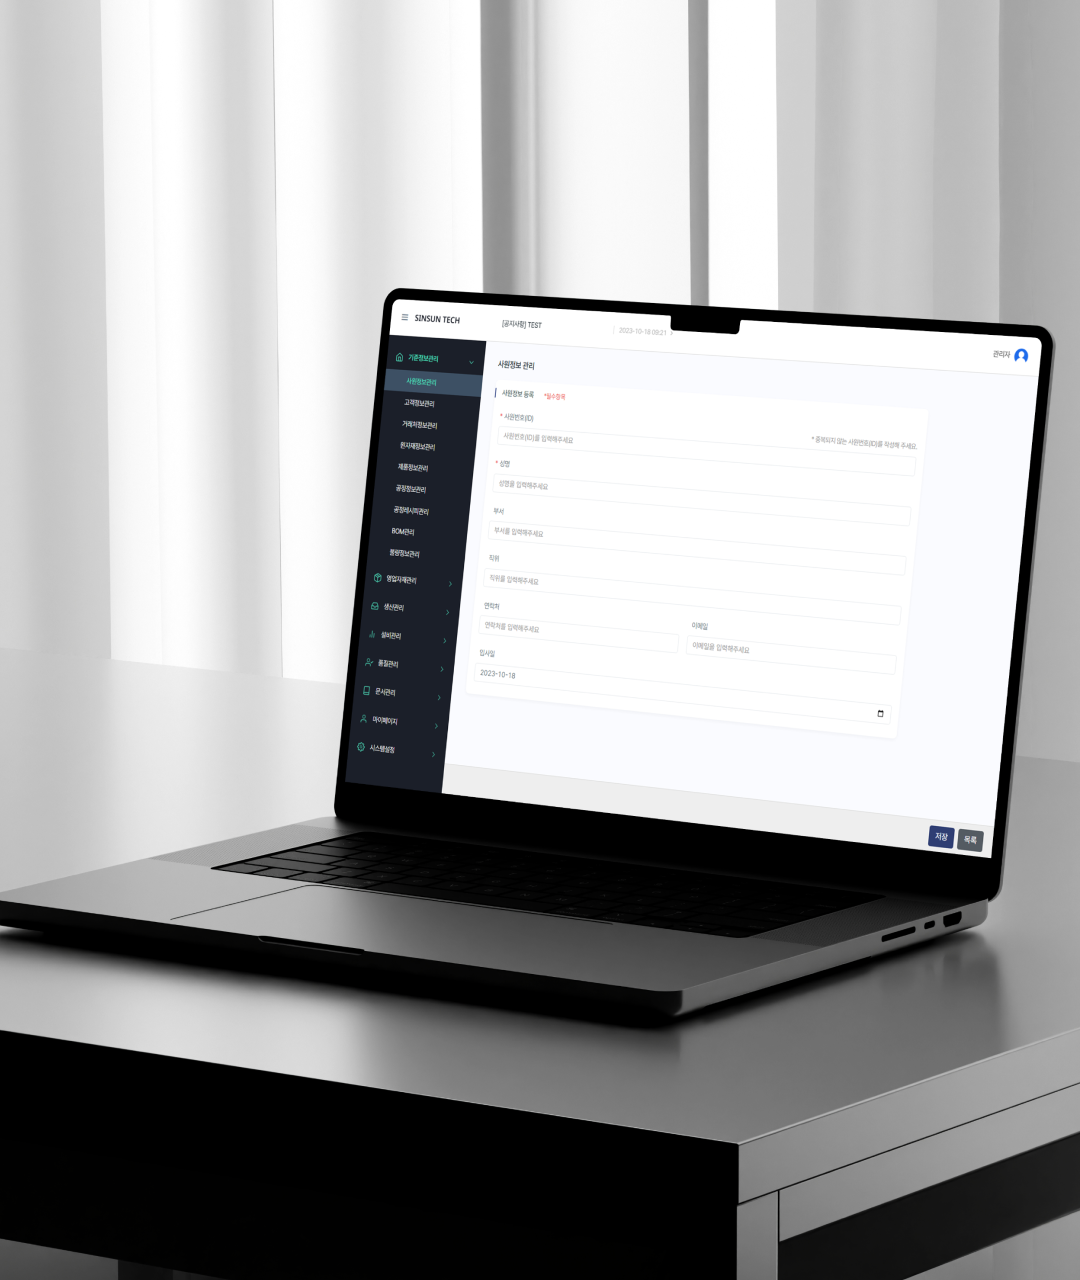 SINSUN TECH
[공지사항] TEST
2023-10-18 09:21
관리자
기준정보관리
사원정보관리
고객정보관리
거래처정보관리
원자재정보관리
제품정보관리
공정정보관리
공정레시피관리
BOM관리
품질정보관리
영업자재관리
생산관리
설비관리
품질관리
문서관리
마이페이지
시스템설정
사원정보 관리
사원정보 등록 *필수항목
* 사원번호(ID)
* 중복되지 않는 사원번호(ID)를 작성해 주세요.
사원번호(ID)를 입력해주세요
* 성명
성명을 입력해주세요
부서
부서를 입력해주세요
직위
직위를 입력해주세요
연락처
이메일
연락처를 입력해주세요
이메일을 입력해주세요
입사일
2023-10-18
저장
목록